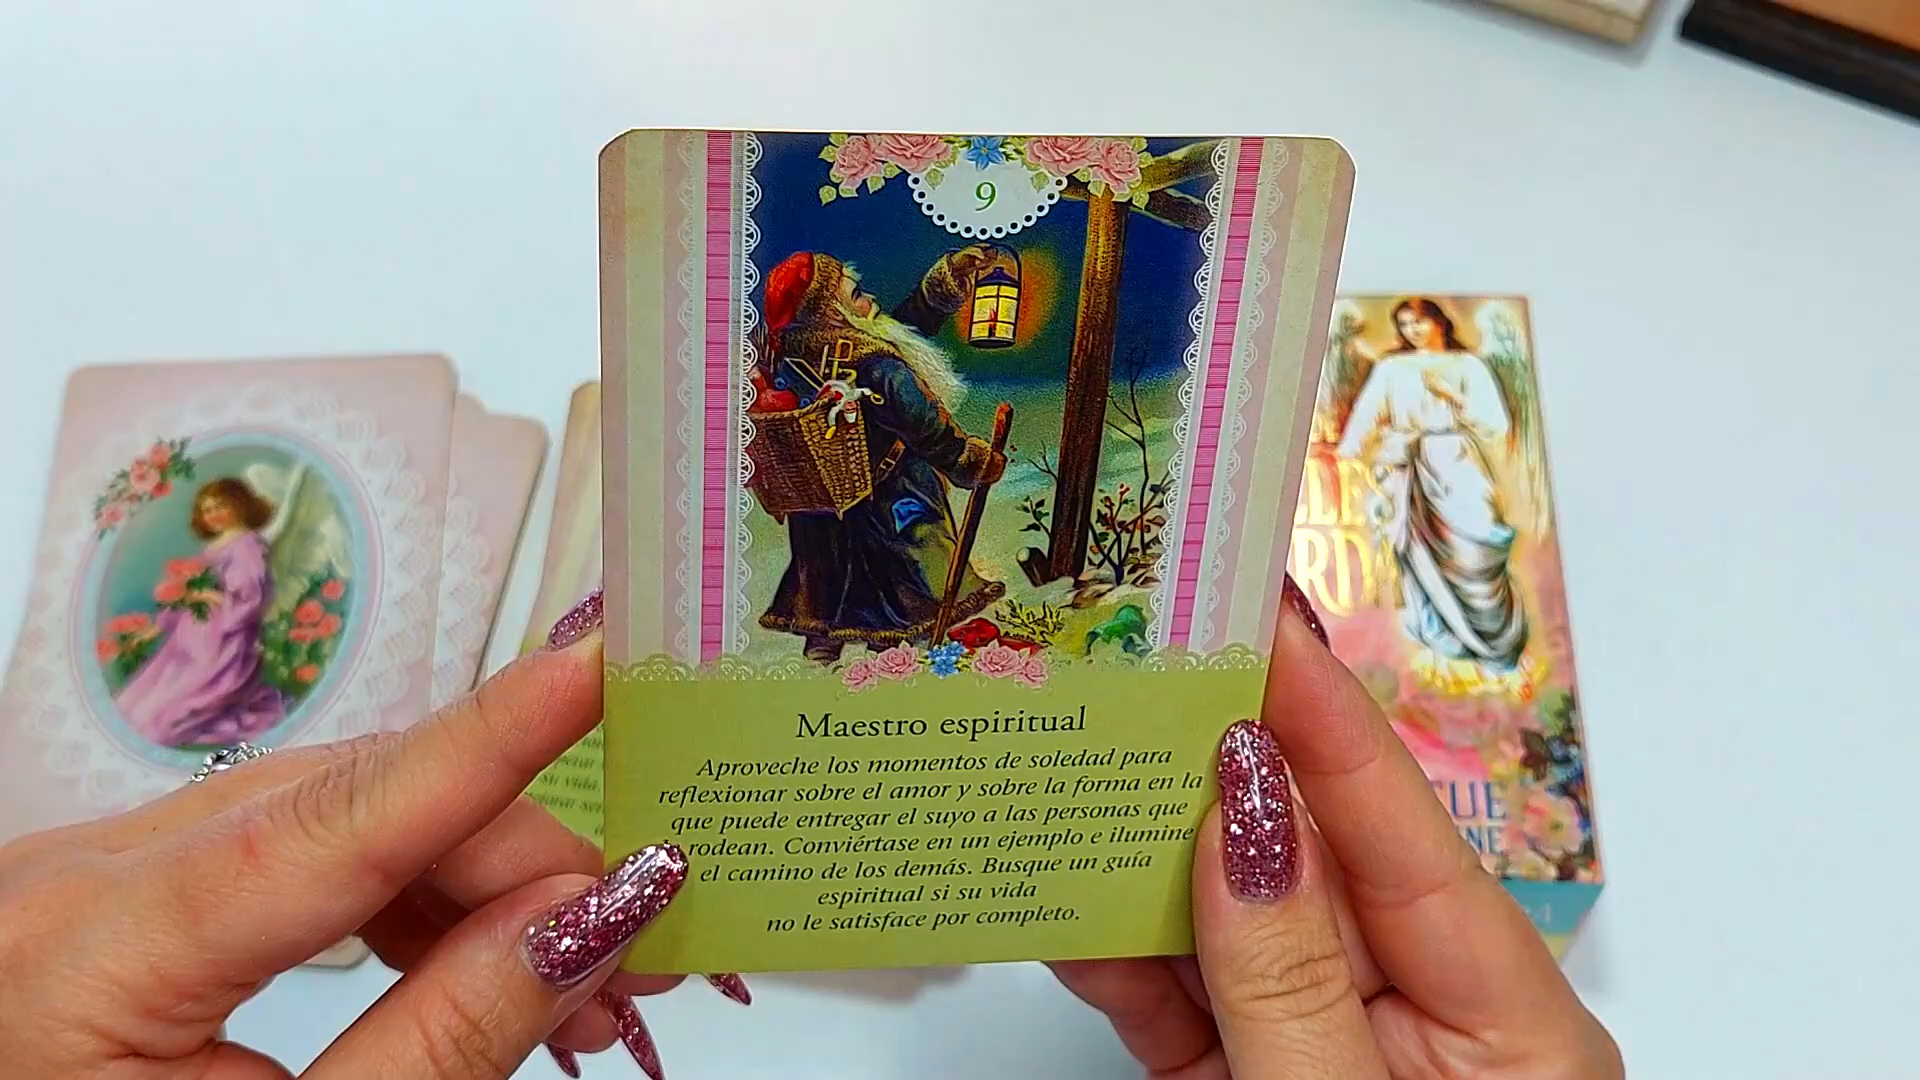 9
Maestro espiritual
Aproveche los momentos de soledad para
reflexionar sobre el amor y sobre la forma en la
que puede entregar el suyo a las personas que
rodean. Conviértase en un ejemplo e ilumine
el camino de los demás. Busque un guía
espiritual si su vida
no le satisface por completo.
su vida.